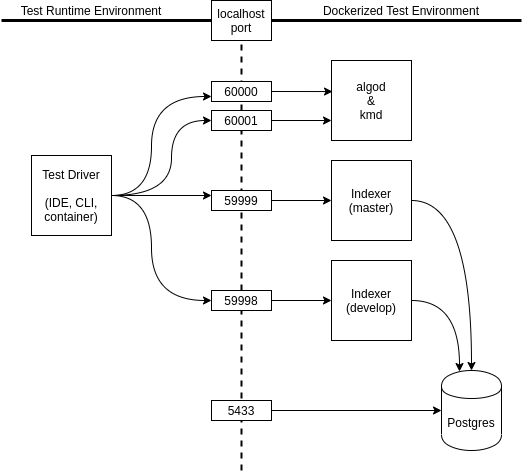 Test Runtime Environment
localhost
port
Dockerized Test Environment
60000
60001
algod
&
kmd
Test Driver
(IDE, CLI,
container)
59999
Indexer
(master)
59998
Indexer
(develop)
5433
Postgres